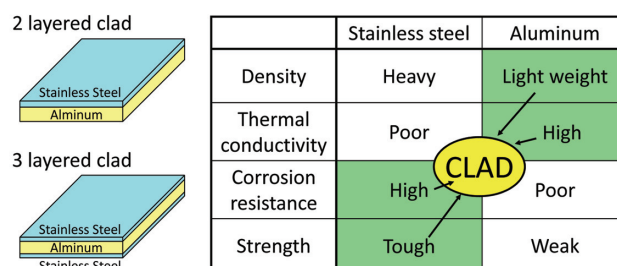 2 layered clad
Stainless Steel
Alminum
3 layered clad
Stainless Steel
Alminum
Stainless Steel
Stainless steel Aluminum
Density Heavy Light weight
Thermal
conductivity Poor High
CLAD
Corrosion
resistance High Poor
Strength Tough Weak